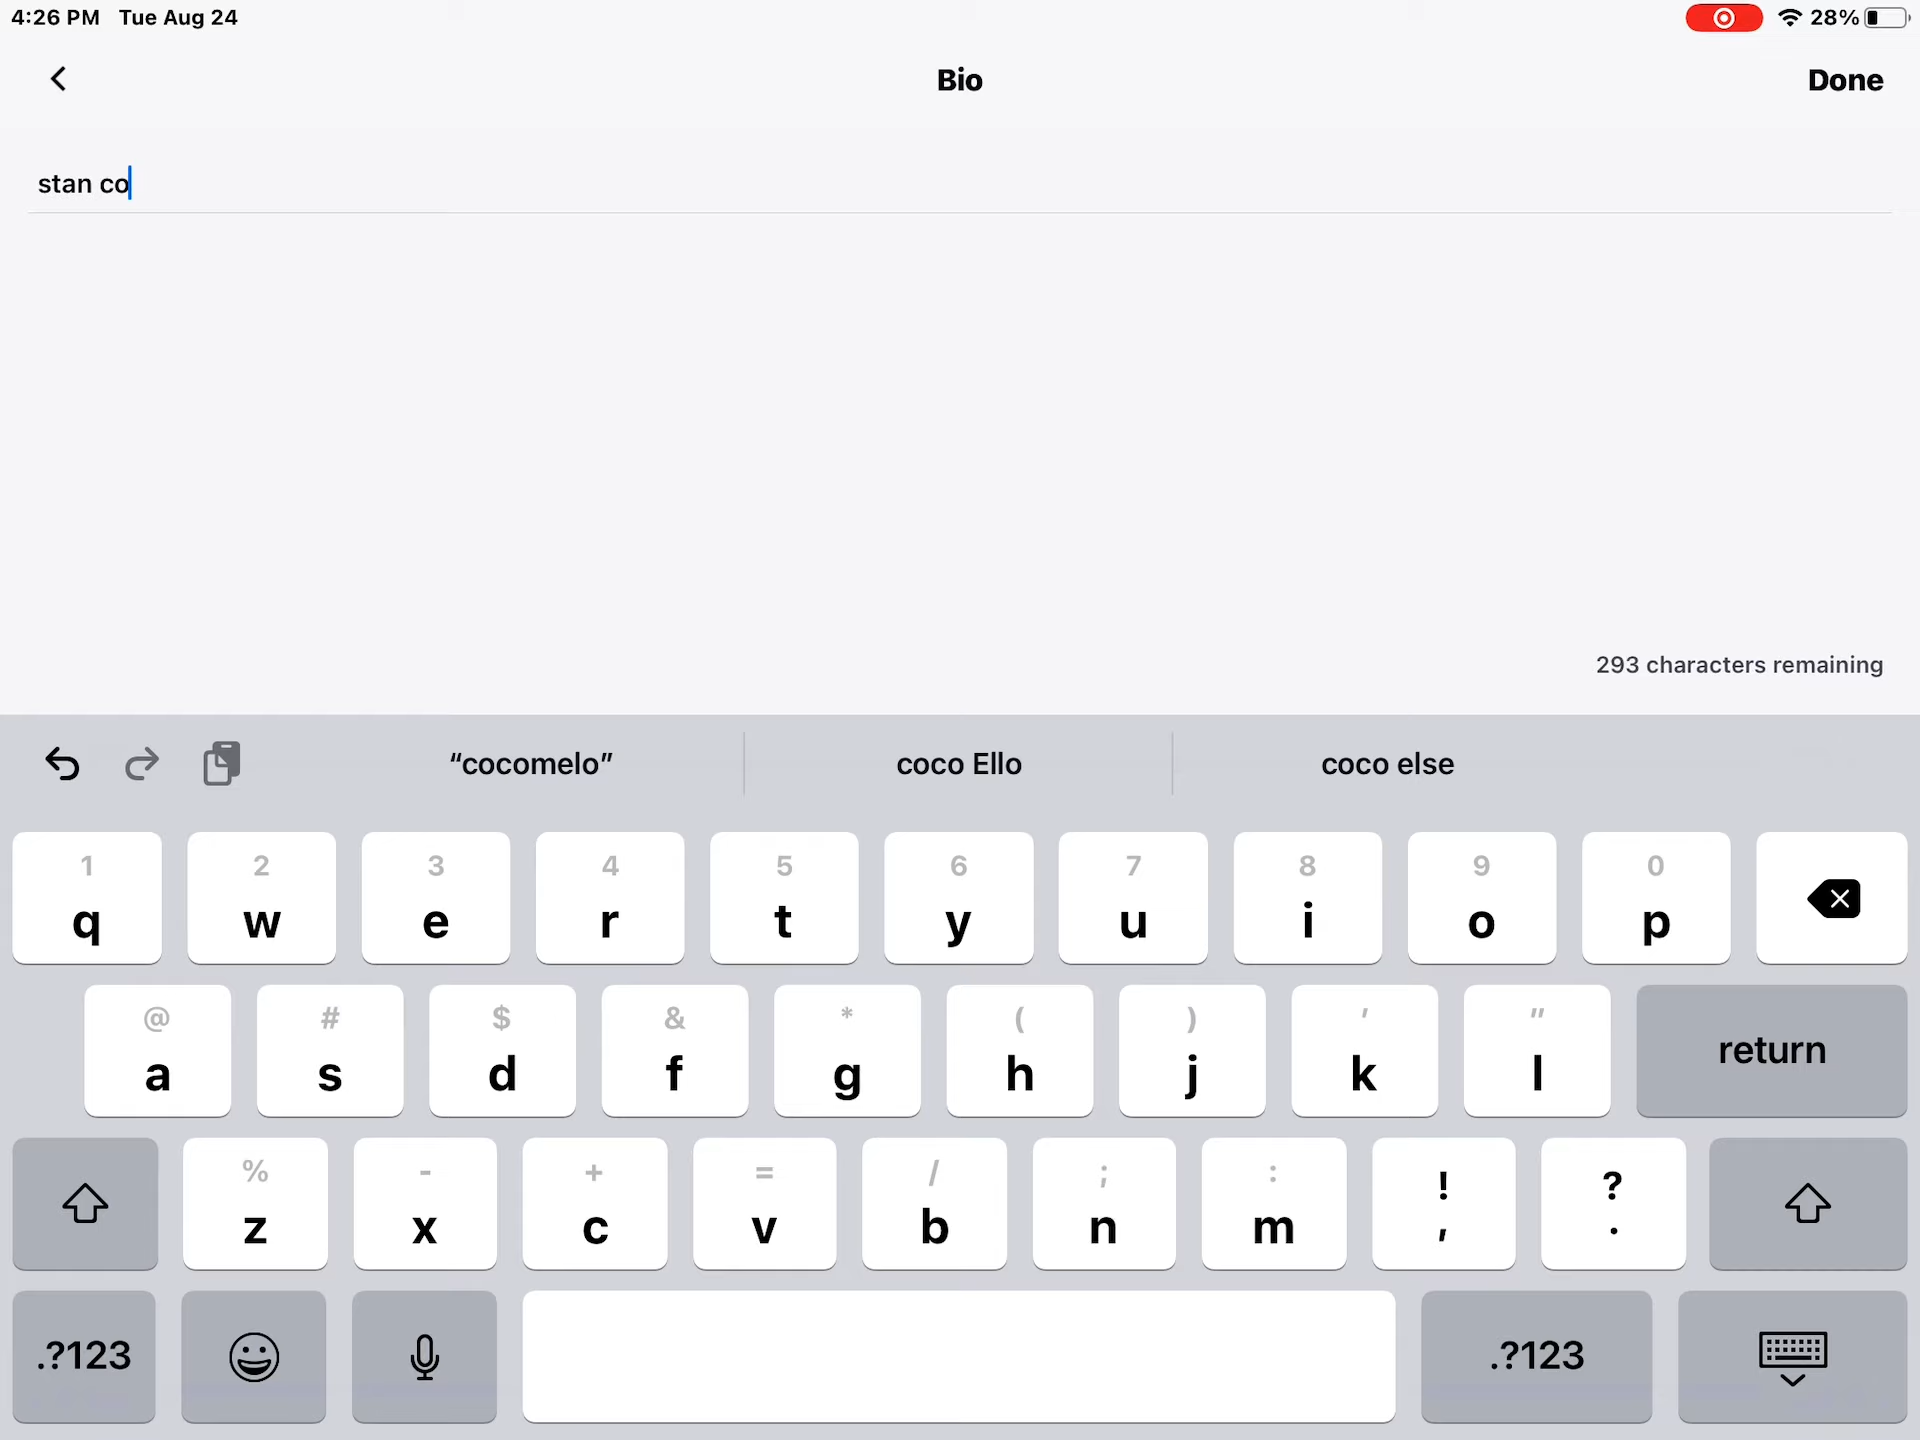 4:26 PM Tue Aug 24 28%
Bio Done
stan co
293 characters remaining
“cocomelo” coco Ello coco else
1 2 3 4 5 6 7 8 9 0
q w e r t y u i o p
@ # $ & * ( ) ' "
a s d f g h j k l return
% - + = / ; : ! ?
z x c v b n m , .
.?123 .?123